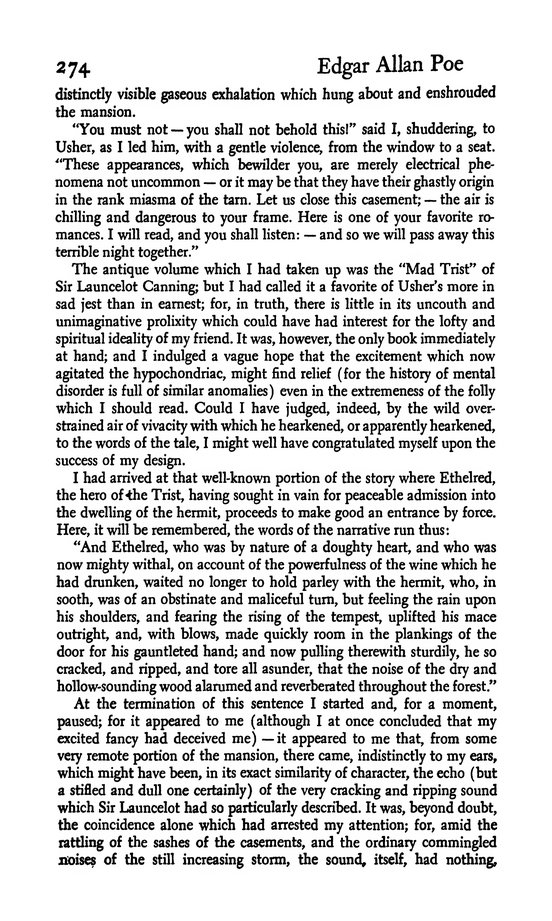 274 Edgar Allan Poe
distinctly visible gaseous exhalation which hung about and enshrouded
the mansion.
"You must not — you shall not behold this!" said I, shuddering, to
Usher, as I led him, with a gentle violence, from the window to a seat.
"These appearances, which bewilder you, are merely electrical phe-
nomena not uncommon — or it may be that they have their ghastly origin
in the rank miasma of the tarn. Let us close this casement; — the air is
chilling and dangerous to your frame. Here is one of your favorite ro-
mances. I will read, and you shall listen: — and so we will pass away this
terrible night together."
The antique volume which I had taken up was the "Mad Trist" of
Sir Launcelot Canning; but I had called it a favorite of Usher's more in
sad jest than in earnest; for, in truth, there is little in its uncouth and
unimaginative prolixity which could have had interest for the lofty and
spiritual ideality of my friend. It was, however, the only book immediately
at hand; and I indulged a vague hope that the excitement which now
agitated the hypochondriac, might find relief (for the history of mental
disorder is full of similar anomalies) even in the extremeness of the folly
which I should read. Could I have judged, indeed, by the wild over-
strained air of vivacity with which he hearkened, or apparently hearkened,
to the words of the tale, I might well have congratulated myself upon the
success of my design.
I had arrived at that well-known portion of the story where Ethelred,
the hero of the Trist, having sought in vain for peaceable admission into
the dwelling of the hermit, proceeds to make good an entrance by force.
Here, it will be remembered, the words of the narrative run thus:
"And Ethelred, who was by nature of a doughty heart, and who was
now mighty withal, on account of the powerfulness of the wine which he
had drunken, waited no longer to hold parley with the hermit, who, in
sooth, was of an obstinate and maliceful turn, but feeling the rain upon
his shoulders, and fearing the rising of the tempest, uplifted his mace
outright, and, with blows, made quickly room in the plankings of the
door for his gauntleted hand; and now pulling therewith sturdily, he so
cracked, and ripped, and tore all asunder, that the noise of the dry and
hollow-sounding wood alarumed and reverberated throughout the forest."
At the termination of this sentence I started and, for a moment,
paused; for it appeared to me (although I at once concluded that my
excited fancy had deceived me) — it appeared to me that, from some
very remote portion of the mansion, there came, indistinctly to my ears,
which might have been, in its exact similarity of character, the echo (but
a stifled and dull one certainly) of the very cracking and ripping sound
which Sir Launcelot had so particularly described. It was, beyond doubt,
the coincidence alone which had arrested my attention; for, amid the
rattling of the sashes of the casements, and the ordinary commingled
noises of the still increasing storm, the sound, itself, had nothing,